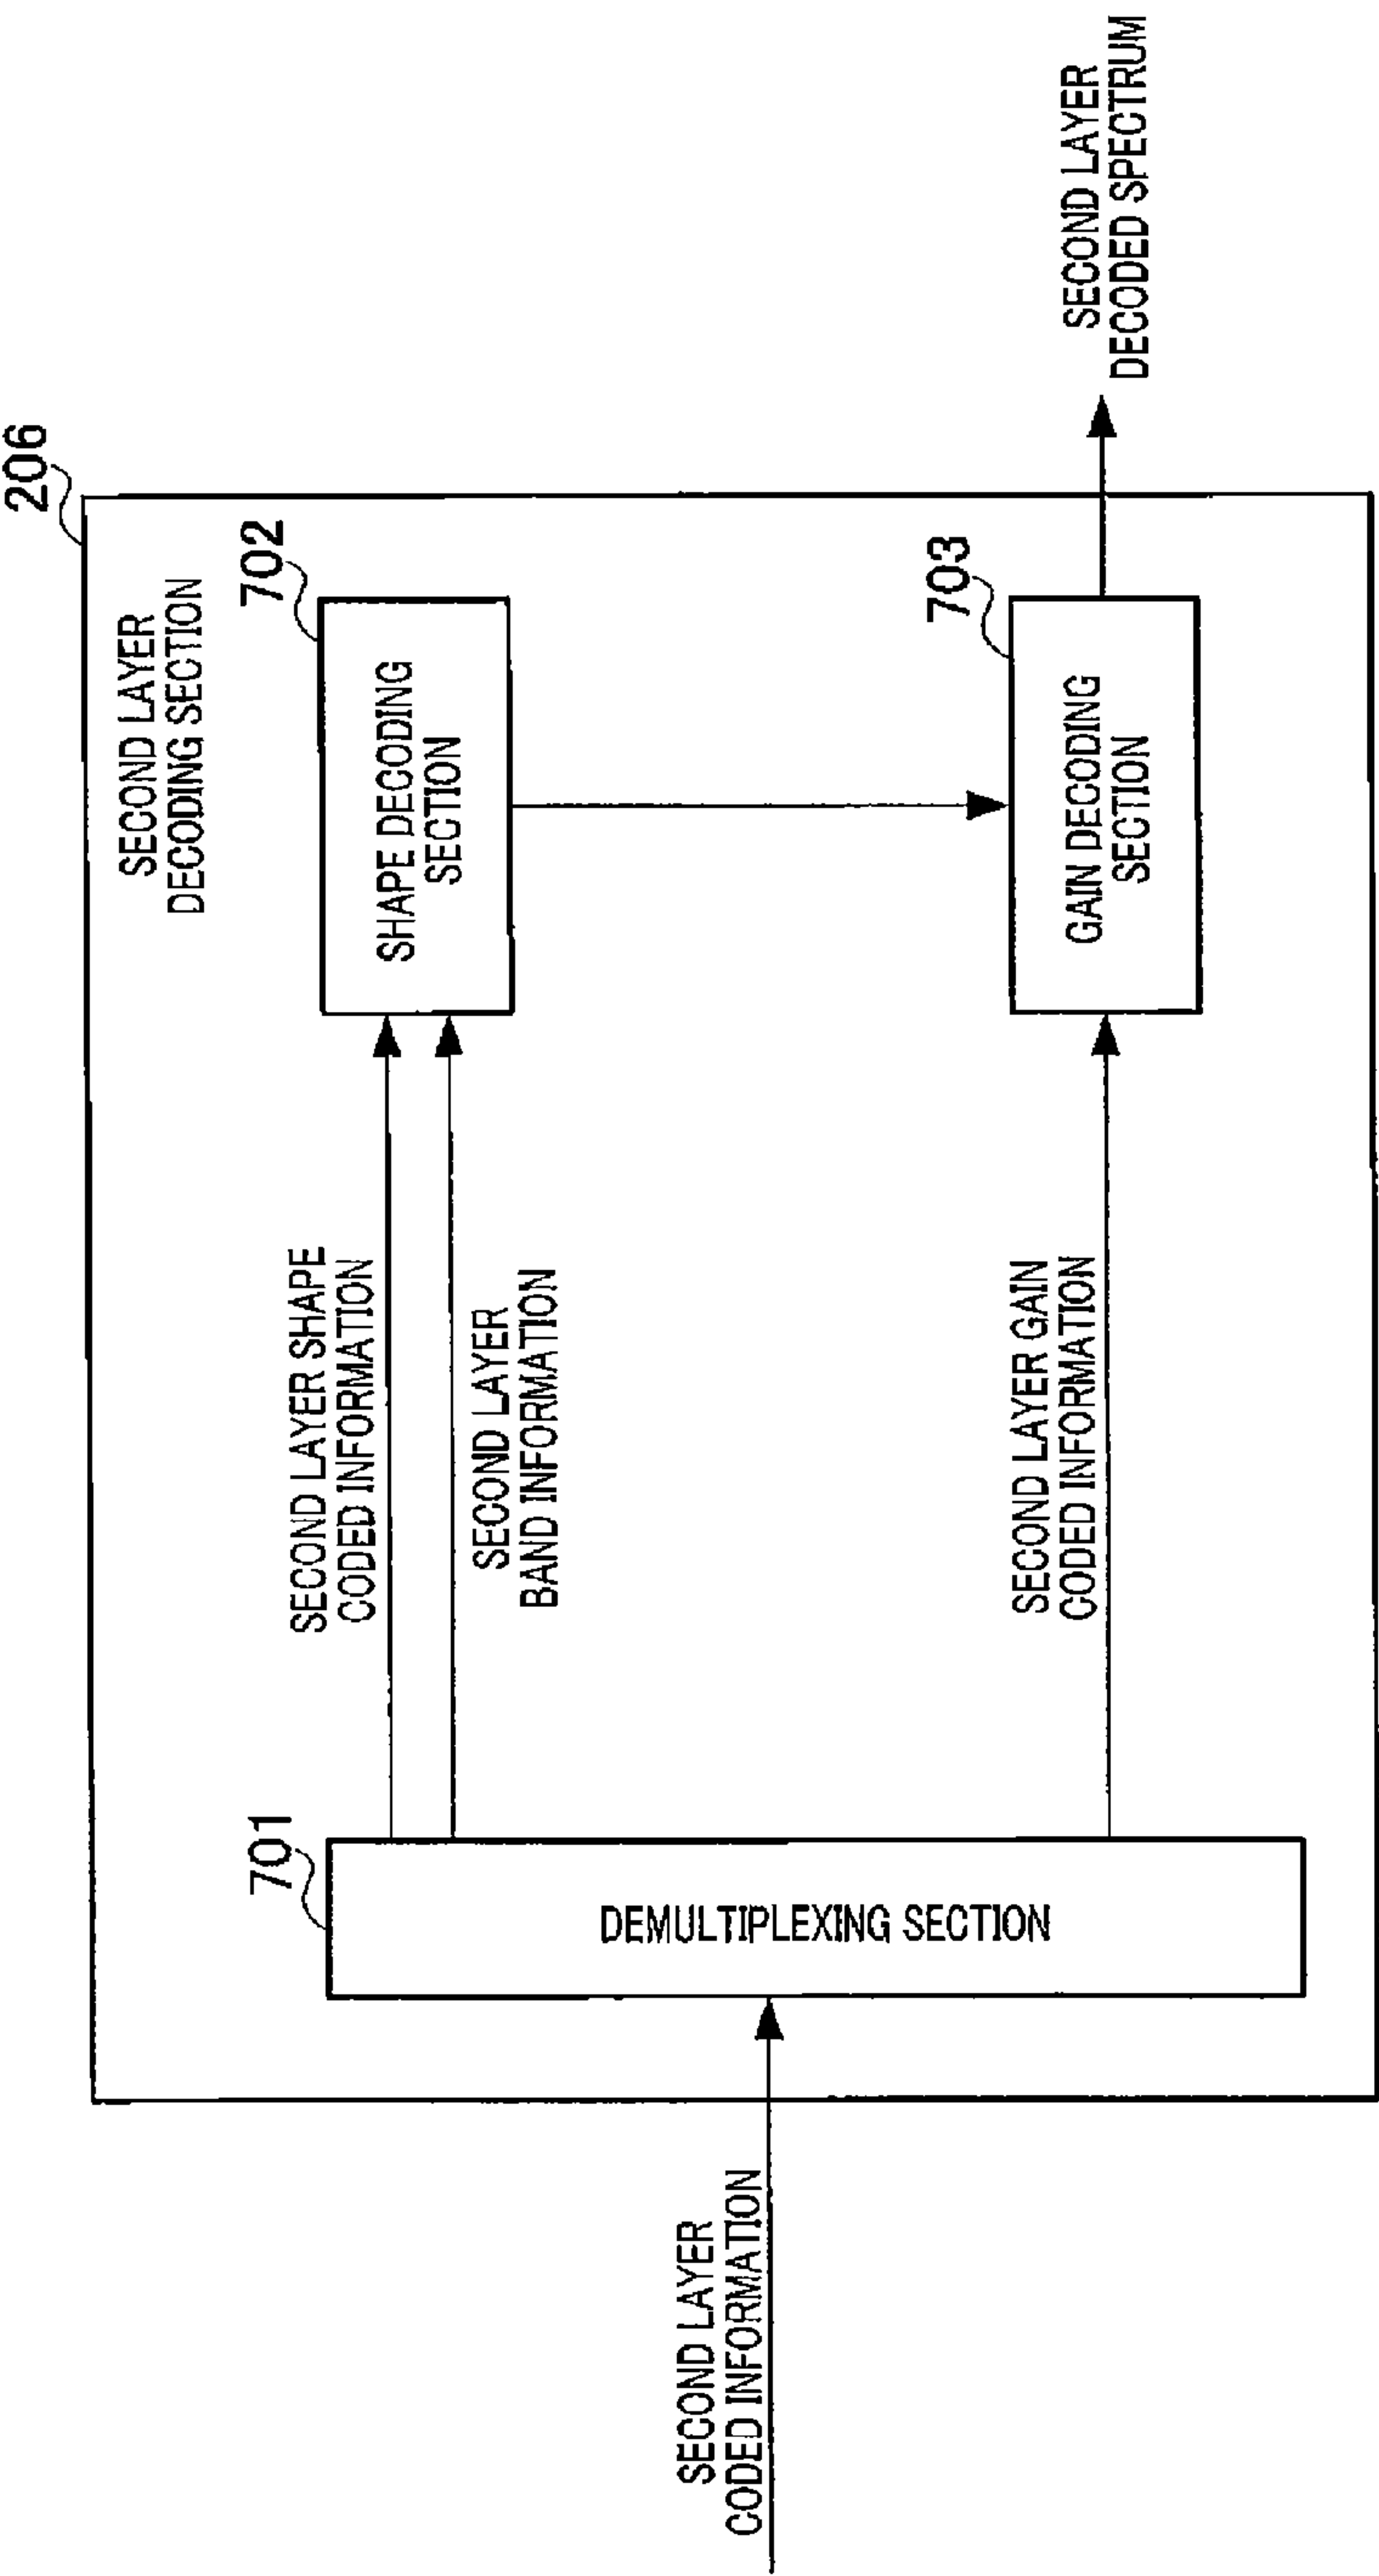 206
SECOND LAYER
DECODING SECTION
701
702
SECOND LAYER SHAPE
CODED INFORMATION
SHAPE DECODING
SECTION
SECOND LAYER
BAND INFORMATION
SECOND LAYER
CODED INFORMATION
DEMULTIPLEXING SECTION
703
SECOND LAYER GAIN
CODED INFORMATION
GAIN DECODING
SECTION
SECOND LAYER
DECODED SPECTRUM